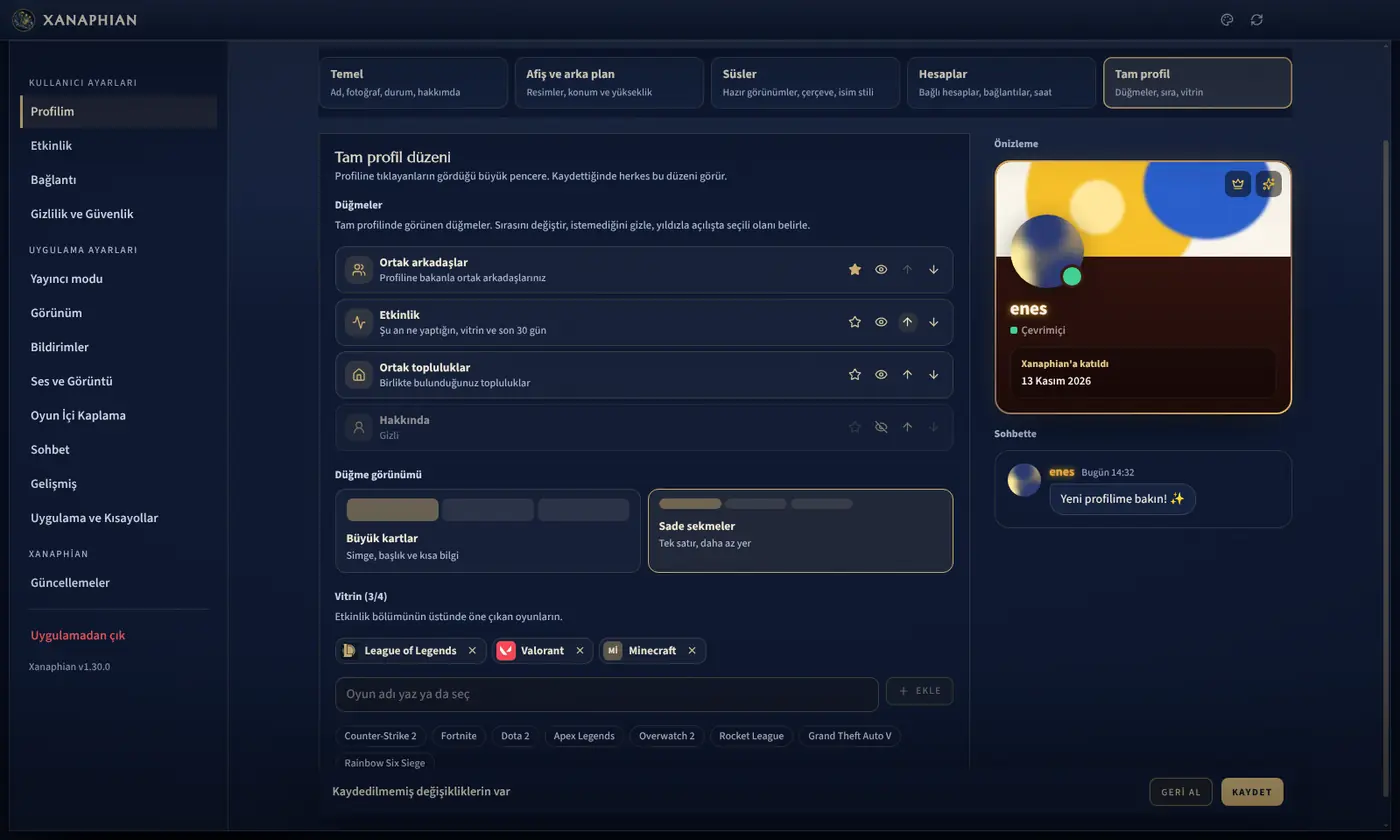 XANAPHIAN
KULLANICI AYARLARI
Profilim
Etkinlik
Bağlantı
Gizlilik ve Güvenlik
UYGULAMA AYARLARI
Yayıncı modu
Görünüm
Bildirimler
Ses ve Görüntü
Oyun İçi Kaplama
Sohbet
Gelişmiş
Uygulama ve Kısayollar
XANAPHİAN
Güncellemeler
Uygulamadan çık
Xanaphian v1.30.0
Temel
Ad, fotoğraf, durum, hakkımda
Afiş ve arka plan
Resimler, konum ve yükseklik
Süsler
Hazır görünümler, çerçeve, isim stili
Hesaplar
Bağlı hesaplar, bağlantılar, saat
Tam profil
Düğmeler, sıra, vitrin
Tam profil düzeni
Profiline tıklayanların gördüğü büyük pencere. Kaydettiğinde herkes bu düzeni görür.
Düğmeler
Tam profilinde görünen düğmeler. Sırasını değiştir, istemediğini gizle, yıldızla açılışta seçili olanı belirle.
Ortak arkadaşlar
Profiline bakanla ortak arkadaşlarınız
Etkinlik
Şu an ne yaptığın, vitrin ve son 30 gün
Ortak topluluklar
Birlikte bulunduğunuz topluluklar
Hakkında
Gizli
Düğme görünümü
Büyük kartlar
Simge, başlık ve kısa bilgi
Sade sekmeler
Tek satır, daha az yer
Vitrin (3/4)
Etkinlik bölümünün üstünde öne çıkan oyunların.
League of Legends
Valorant
Mİ Minecraft
Oyun adı yaz ya da seç
EKLE
Counter-Strike 2
Fortnite
Dota 2
Apex Legends
Overwatch 2
Rocket League
Grand Theft Auto V
Rainbow Six Siege
Kaydedilmemiş değişikliklerin var
GERİ AL
KAYDET
Önizleme
enes
Çevrimiçi
Xanaphian'a katıldı
13 Kasım 2026
Sohbette
enes Bugün 14:32
Yeni profilime bakın! ✨